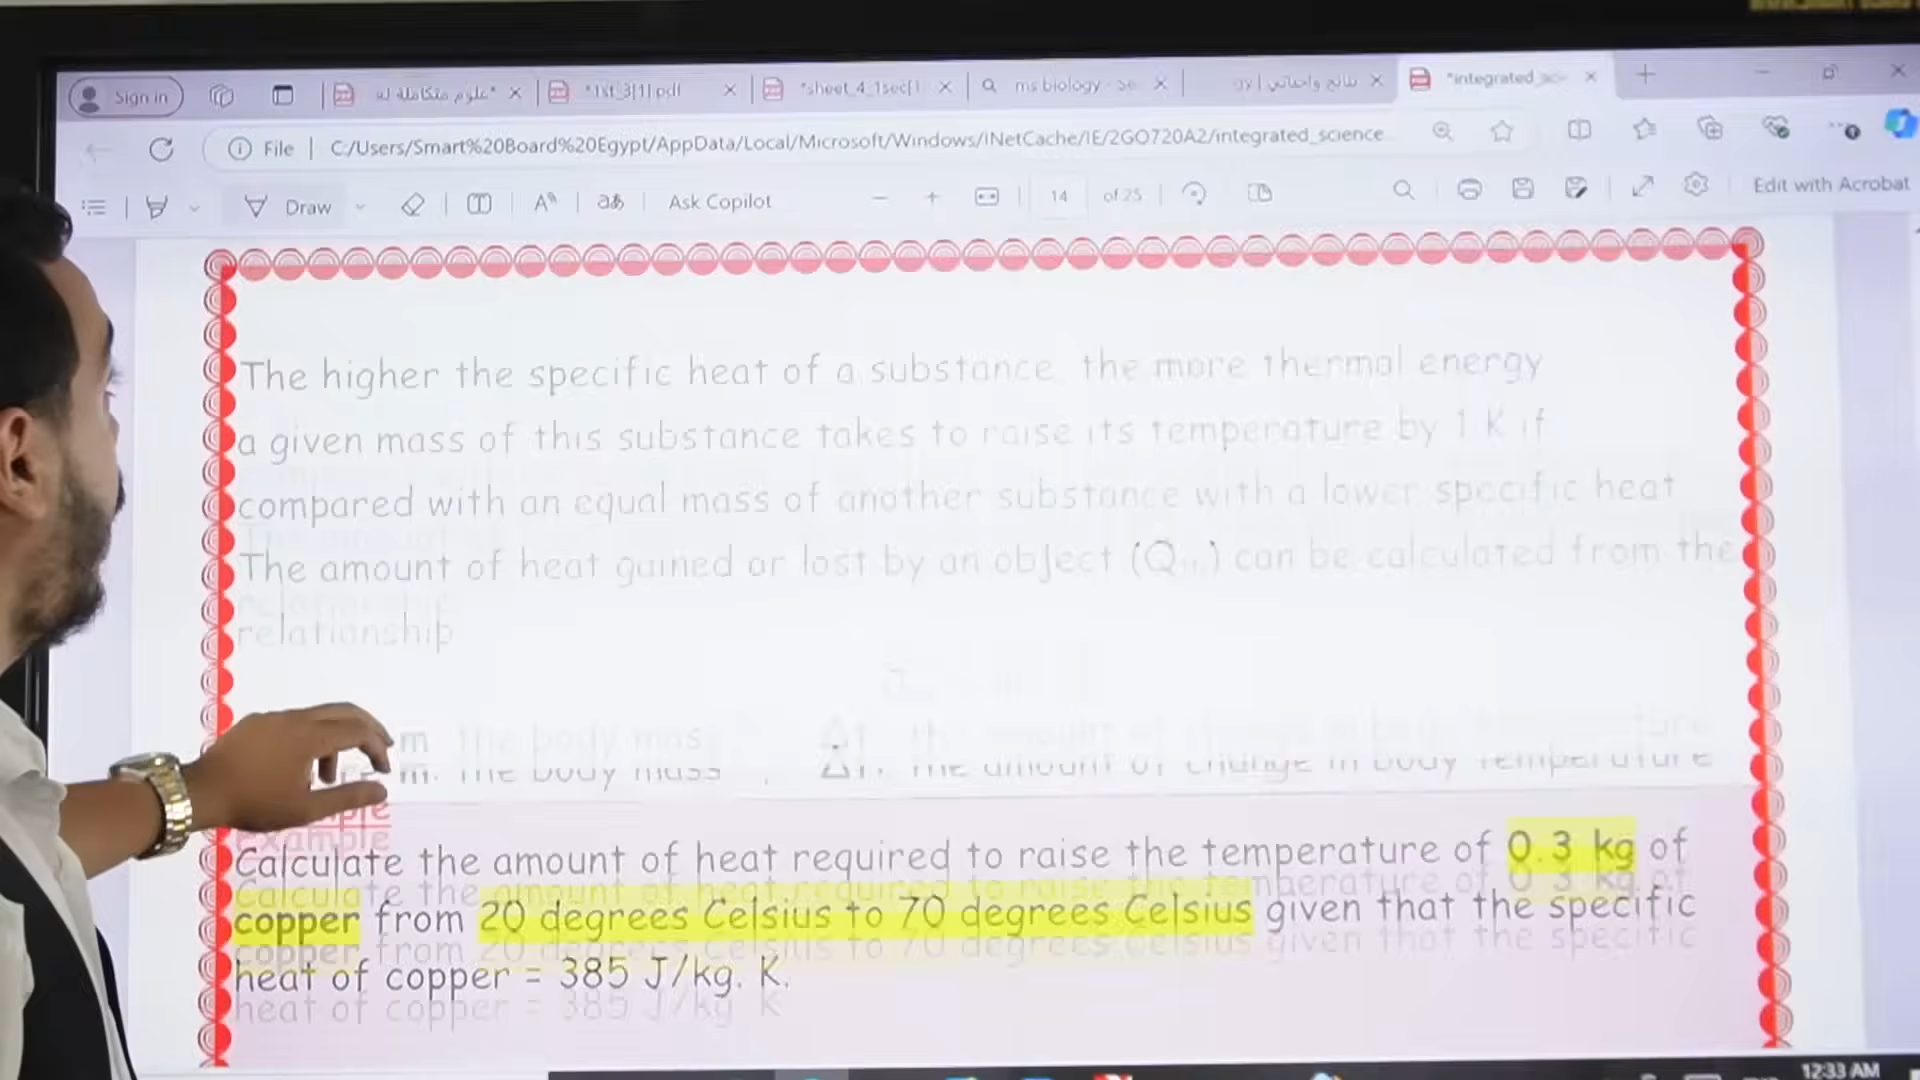 Sign in
علوم متكاملة لغ*
*1st_3[1].pdf
*sheet_4_1sec[1
ms biology - se
*integrated_sc
File
C:/Users/Smart%20Board%20Egypt/AppData/Local/Microsoft/Windows/INetCache/IE/2GO720A2/integrated_science
Draw
Ask Copilot
14
of 25
Edit with Acrobat
The higher the specific heat of a substance the more thermal energy
a given mass of this substance takes to raise its temperature by 1 K if
compared with an equal mass of another substance with a lower specific heat
The amount of heat gained or lost by an object (Q) can be calculated from the
relationship
m. the body mass , Δt. the amount of change in body temperature
example
Calculate the amount of heat required to raise the temperature of 0.3 kg of
copper from 20 degrees Celsius to 70 degrees Celsius given that the specific
heat of copper = 385 J/kg. K.
12:33 AM